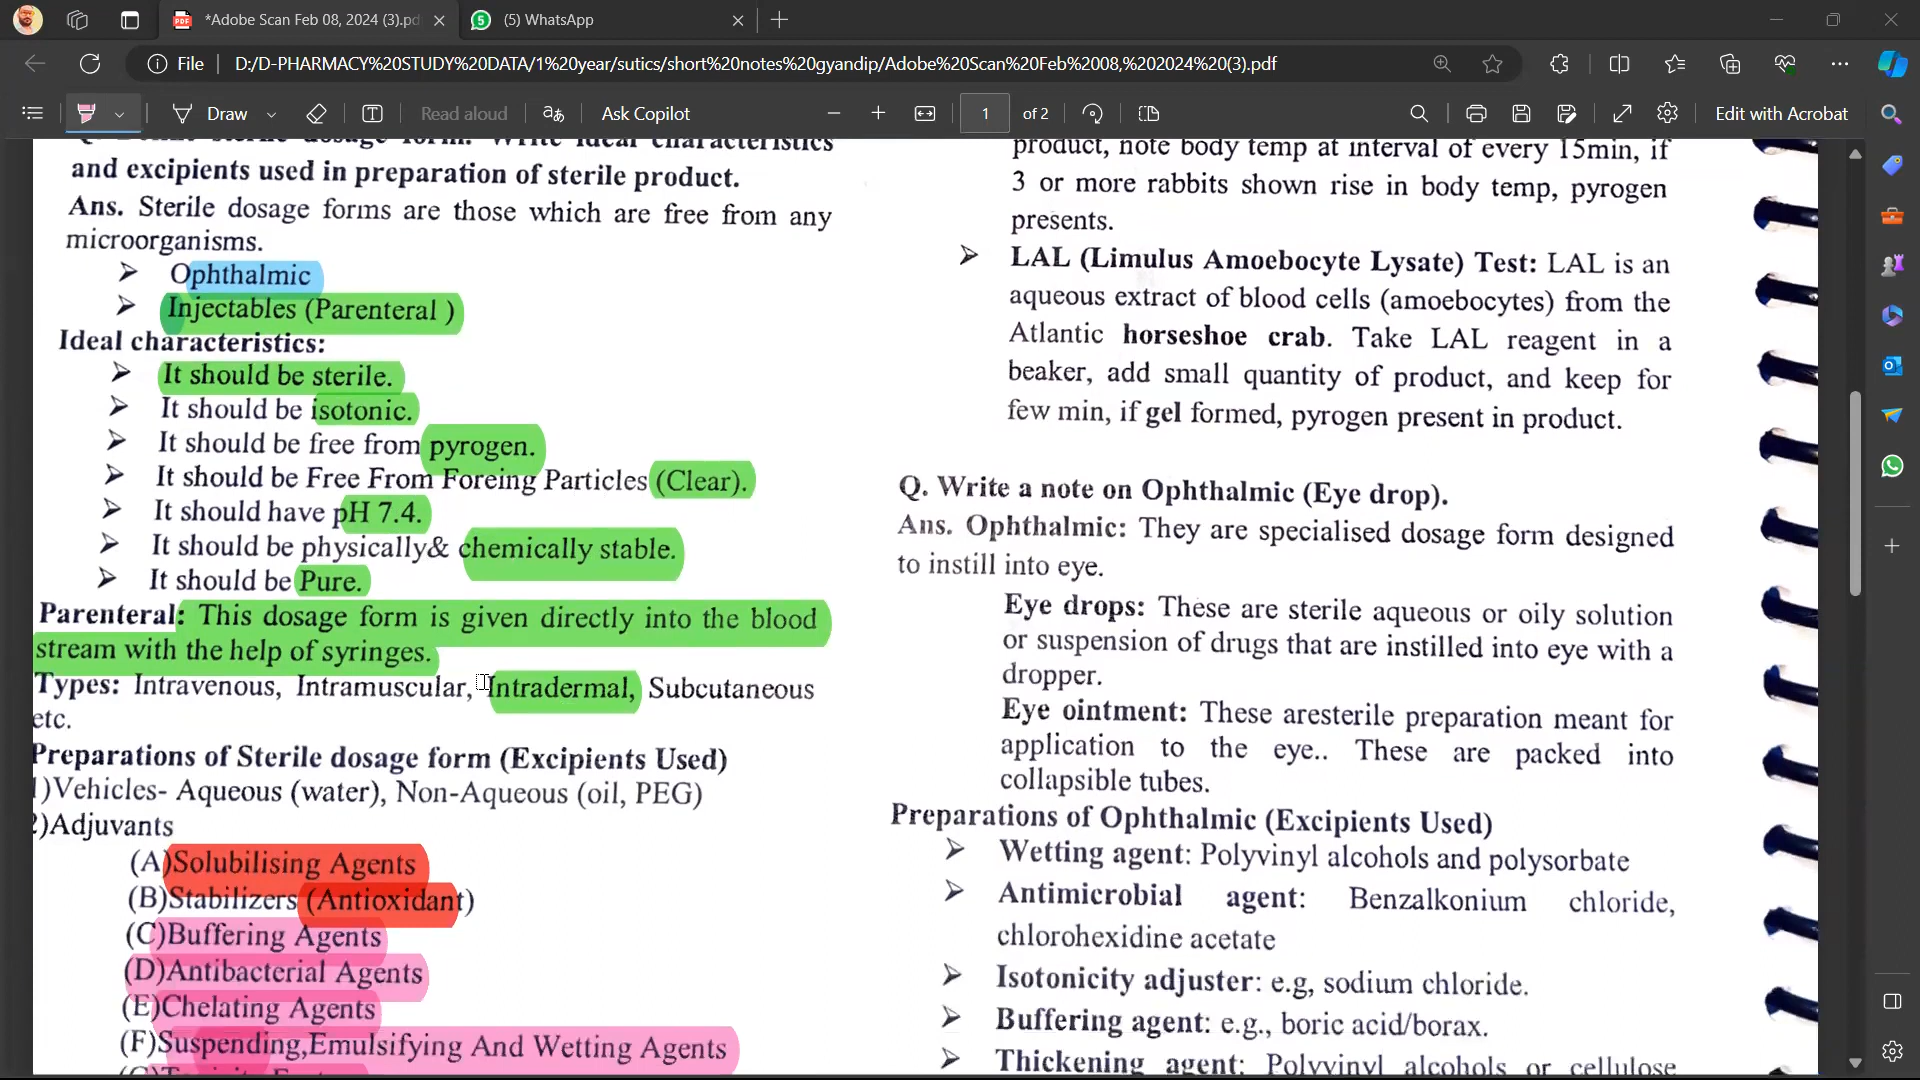 *Adobe Scan Feb 08, 2024 (3).pd
(5) WhatsApp
File
D:/D-PHARMACY%20STUDY%20DATA/1%20year/sutics/short%20notes%20gyandip/Adobe%20Scan%20Feb%2008,%202024%20(3).pdf
Draw
Read aloud
Ask Copilot
1
of 2
Edit with Acrobat
sterile dosage form. Write ideal characteristics
and excipients used in preparation of sterile product.
Ans. Sterile dosage forms are those which are free from any
microorganisms.
➢ Ophthalmic
➢ Injectables (Parenteral )
Ideal characteristics:
➢ It should be sterile.
➢ It should be isotonic.
➢ It should be free from pyrogen.
➢ It should be Free From Foreing Particles (Clear).
➢ It should have pH 7.4.
➢ It should be physically& chemically stable.
➢ It should be Pure.
Parenteral: This dosage form is given directly into the blood
stream with the help of syringes.
Types: Intravenous, Intramuscular, Intradermal, Subcutaneous
etc.
Preparations of Sterile dosage form (Excipients Used)
1)Vehicles- Aqueous (water), Non-Aqueous (oil, PEG)
2)Adjuvants
(A)Solubilising Agents
(B)Stabilizers (Antioxidant)
(C)Buffering Agents
(D)Antibacterial Agents
(E)Chelating Agents
(F)Suspending,Emulsifying And Wetting Agents
product, note body temp at interval of every 15min, if
3 or more rabbits shown rise in body temp, pyrogen
presents.
➢ LAL (Limulus Amoebocyte Lysate) Test: LAL is an
aqueous extract of blood cells (amoebocytes) from the
Atlantic horseshoe crab. Take LAL reagent in a
beaker, add small quantity of product, and keep for
few min, if gel formed, pyrogen present in product.
Q. Write a note on Ophthalmic (Eye drop).
Ans. Ophthalmic: They are specialised dosage form designed
to instill into eye.
Eye drops: These are sterile aqueous or oily solution
or suspension of drugs that are instilled into eye with a
dropper.
Eye ointment: These aresterile preparation meant for
application to the eye.. These are packed into
collapsible tubes.
Preparations of Ophthalmic (Excipients Used)
➢ Wetting agent: Polyvinyl alcohols and polysorbate
➢ Antimicrobial agent: Benzalkonium chloride,
chlorohexidine acetate
➢ Isotonicity adjuster: e.g, sodium chloride.
➢ Buffering agent: e.g., boric acid/borax.
➢ Thickening agent: Polyvinyl alcohols or cellulose